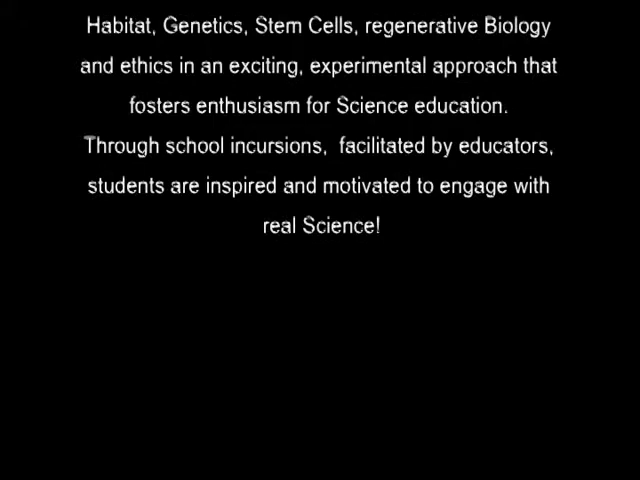 Habitat, Genetics, Stem Cells, regenerative Biology
and ethics in an exciting, experimental approach that
fosters enthusiasm for Science education.
Through school incursions,  facilitated by educators,
students are inspired and motivated to engage with
real Science!